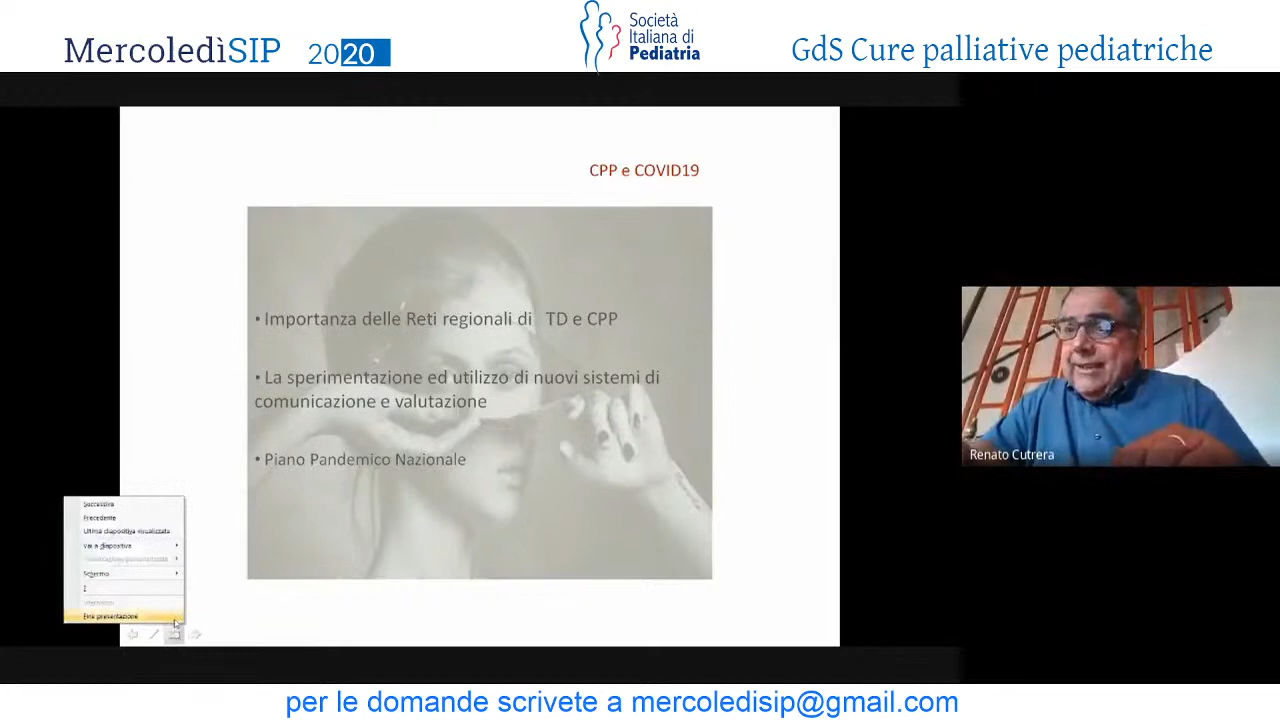 MercoledìSIP 2020
Società
Italiana di
Pediatria
GdS Cure palliative pediatriche
CPP e COVID19
• Importanza delle Reti regionali di TD e CPP
• La sperimentazione ed utilizzo di nuovi sistemi di
comunicazione e valutazione
• Piano Pandemico Nazionale
Renato Cutrera
Successiva
Precedente
Ultima diapositiva visualizzata
Vai a diapositiva
Schermo
Fine presentazione
per le domande scrivete a mercoledisip@gmail.com